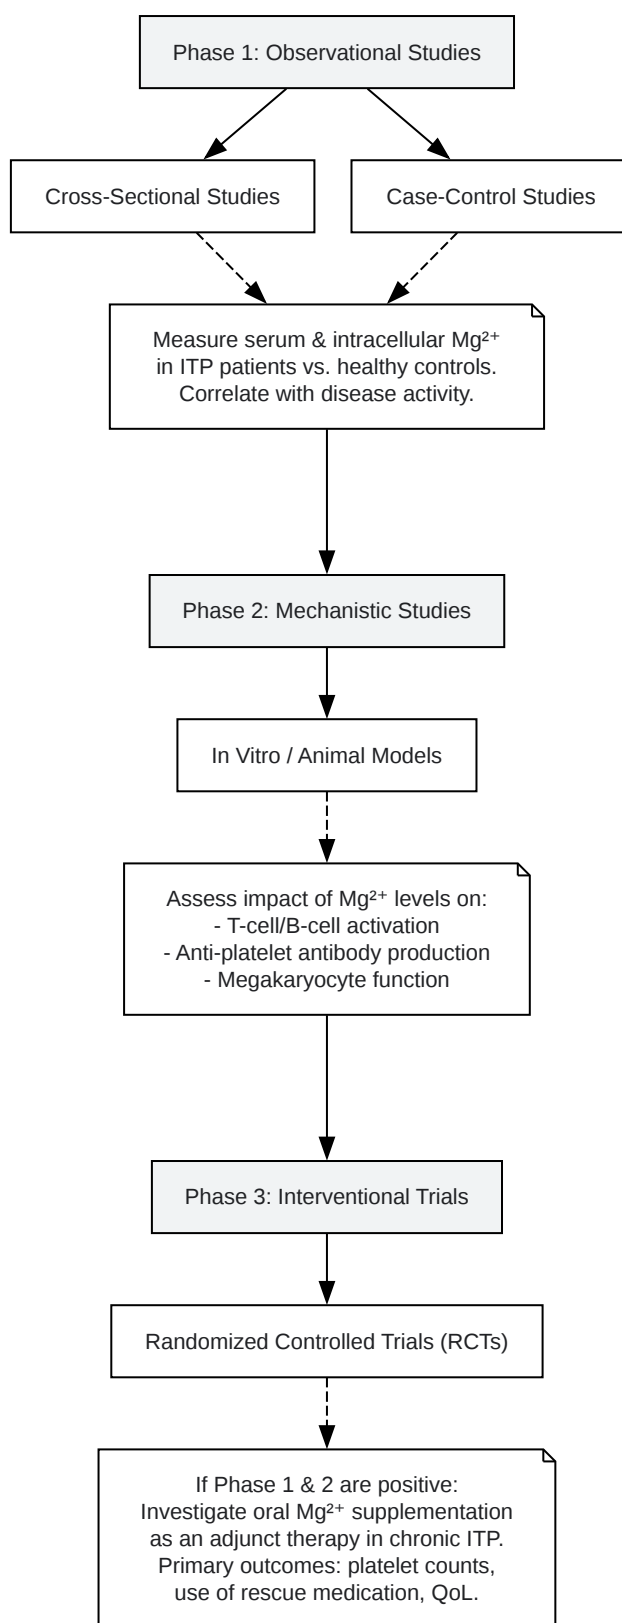 Phase 1: Observational Studies
Cross-Sectional Studies
Case-Control Studies
Measure serum & intracellular Mg²⁺
in ITP patients vs. healthy controls.
Correlate with disease activity.
Phase 2: Mechanistic Studies
In Vitro / Animal Models
Assess impact of Mg²⁺ levels on:
- T-cell/B-cell activation
- Anti-platelet antibody production
- Megakaryocyte function
Phase 3: Interventional Trials
Randomized Controlled Trials (RCTs)
If Phase 1 & 2 are positive:
Investigate oral Mg²⁺ supplementation
as an adjunct therapy in chronic ITP.
Primary outcomes: platelet counts,
use of rescue medication, QoL.